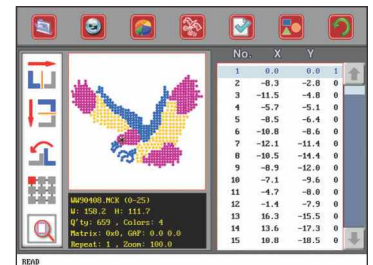 No. X Y
1 0.0 0.0 1
2 -8.3 -2.8 0
3 -11.5 -4.8 0
4 -5.7 -5.1 0
5 -8.5 -6.4 0
6 -10.8 -8.6 0
7 -12.1 -11.4 0
8 -10.5 -14.4 0
9 -8.9 -12.0 0
10 -7.1 -9.6 0
11 -4.7 -8.0 0
12 -1.4 -7.9 0
13 16.3 -15.5 0
14 13.6 -17.3 0
15 10.8 -18.5 0
WW90408.NCK (0-25)
W: 158.2 H: 111.7
Q'ty: 659 , Colors: 4
Matrix: 0x0, GAP: 0.0 0.0
Repeat: 1 , Zoom: 100.0
READ